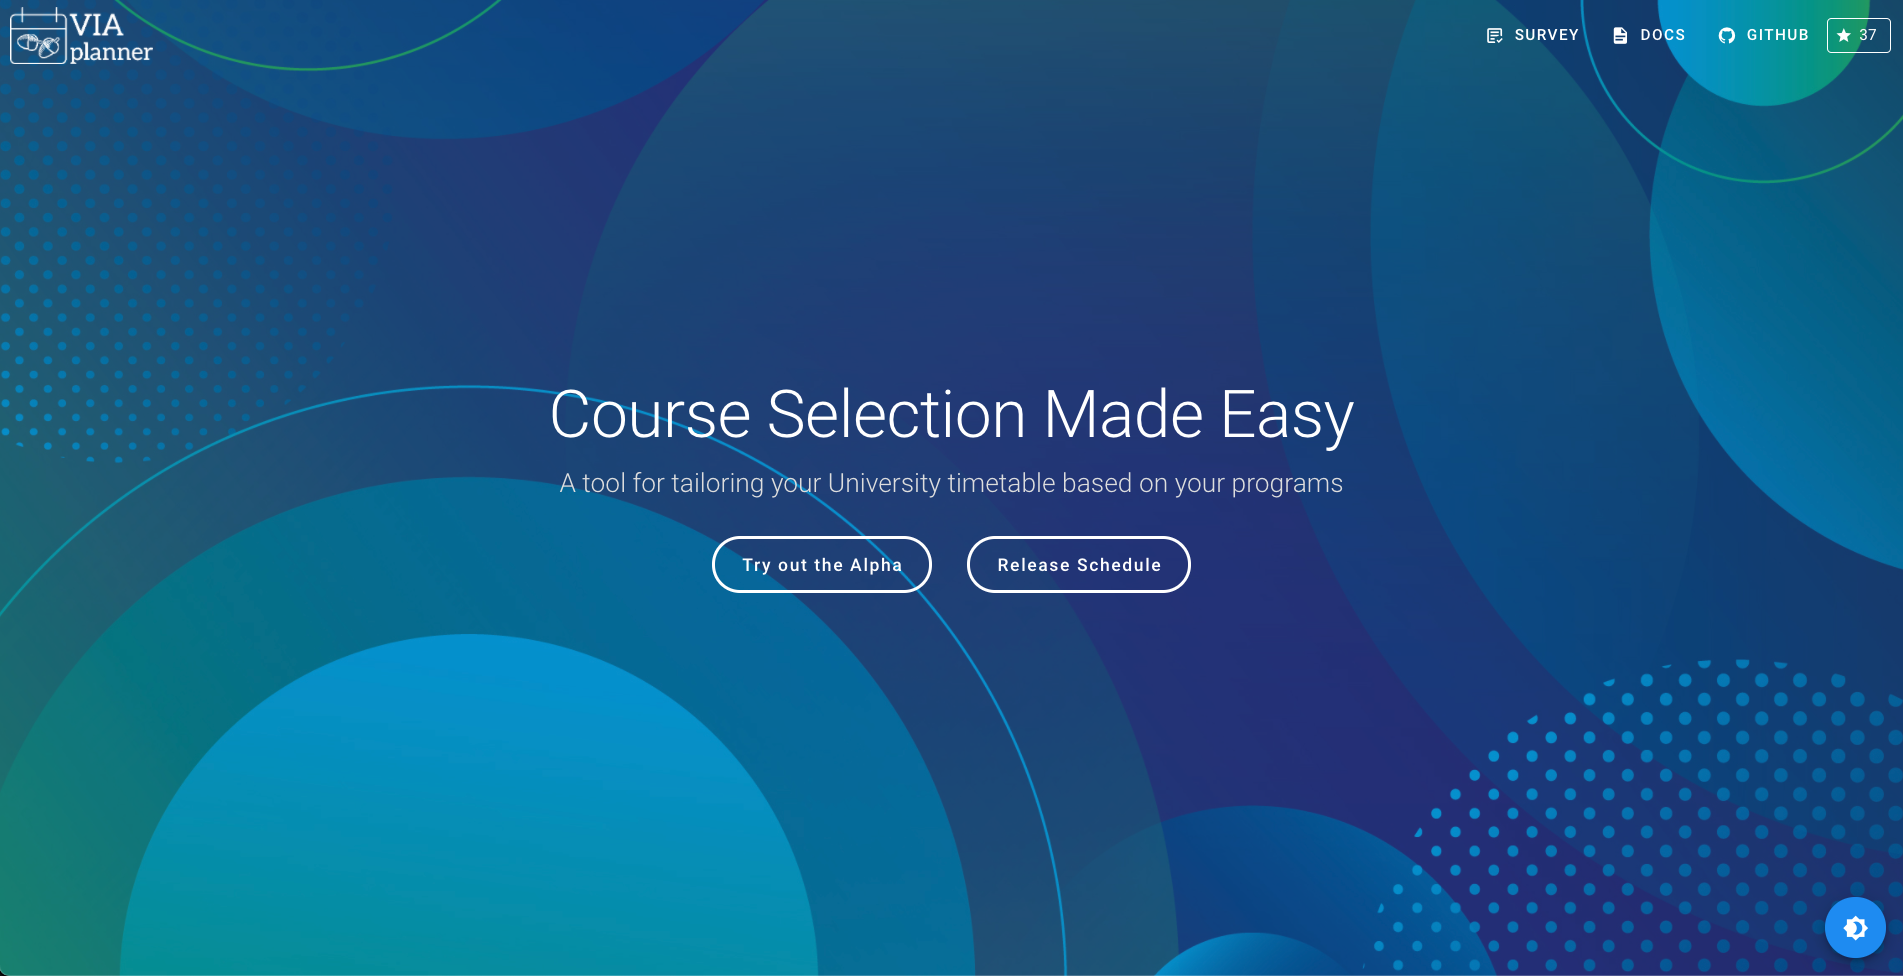 VIA
planner
SURVEY
DOCS
GITHUB
37
Course Selection Made Easy
A tool for tailoring your University timetable based on your programs
Try out the Alpha
Release Schedule